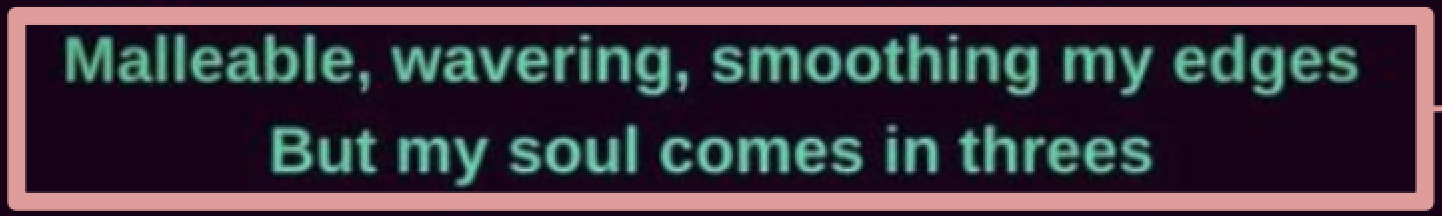 Malleable, wavering, smoothing my edges
But my soul comes in threes